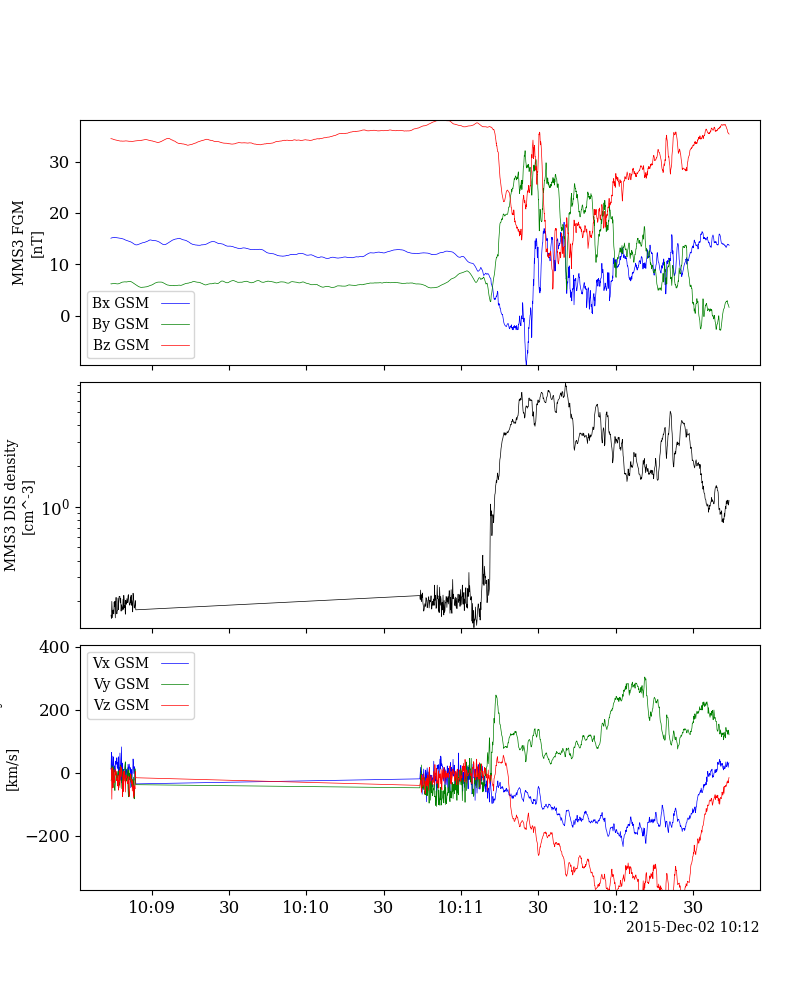 MMS3 FGM
[nT]
30
20
10
0
Bx GSM
By GSM
Bz GSM
MMS3 DIS density
[cm^-3]
10^0
400
200
0
−200
[km/s]
Vx GSM
Vy GSM
Vz GSM
10:09 30 10:10 30 10:11 30 10:12 30
2015-Dec-02 10:12